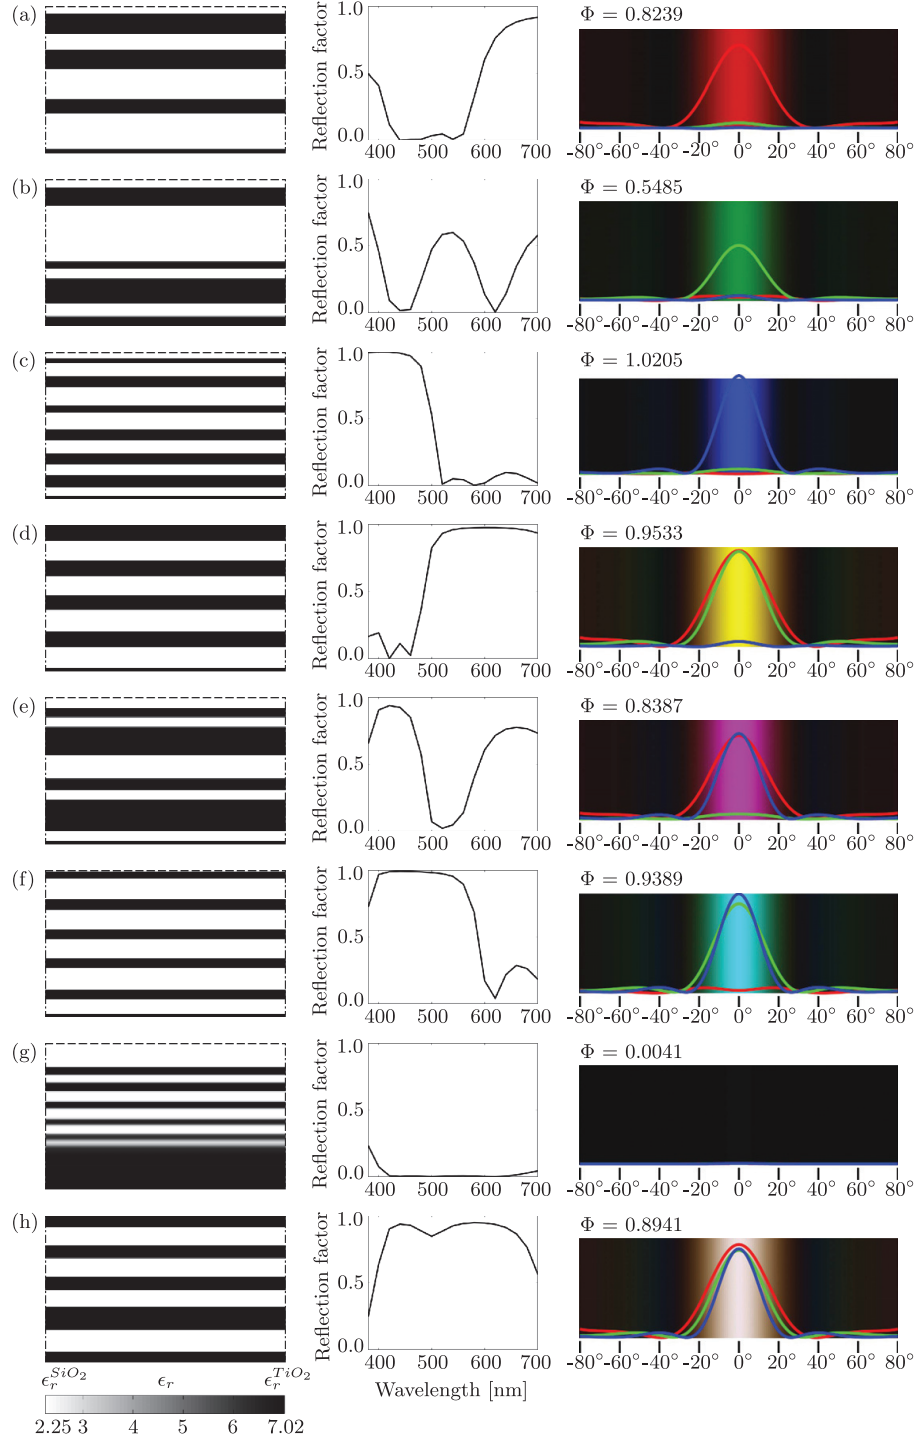 (a)
Reflection factor
1.0
0.5
0.0
400 500 600 700
Φ = 0.8239
-80° -60° -40° -20° 0° 20° 40° 60° 80°
(b)
Reflection factor
1.0
0.5
0.0
400 500 600 700
Φ = 0.5485
-80° -60° -40° -20° 0° 20° 40° 60° 80°
(c)
Reflection factor
1.0
0.5
0.0
400 500 600 700
Φ = 1.0205
-80° -60° -40° -20° 0° 20° 40° 60° 80°
(d)
Reflection factor
1.0
0.5
0.0
400 500 600 700
Φ = 0.9533
-80° -60° -40° -20° 0° 20° 40° 60° 80°
(e)
Reflection factor
1.0
0.5
0.0
400 500 600 700
Φ = 0.8387
-80° -60° -40° -20° 0° 20° 40° 60° 80°
(f)
Reflection factor
1.0
0.5
0.0
400 500 600 700
Φ = 0.9389
-80° -60° -40° -20° 0° 20° 40° 60° 80°
(g)
Reflection factor
1.0
0.5
0.0
400 500 600 700
Φ = 0.0041
-80° -60° -40° -20° 0° 20° 40° 60° 80°
(h)
Reflection factor
1.0
0.5
0.0
400 500 600 700
Wavelength [nm]
Φ = 0.8941
-80° -60° -40° -20° 0° 20° 40° 60° 80°
ϵ_r^{SiO_2} ϵ_r ϵ_r^{TiO_2}
2.25 3 4 5 6 7.02